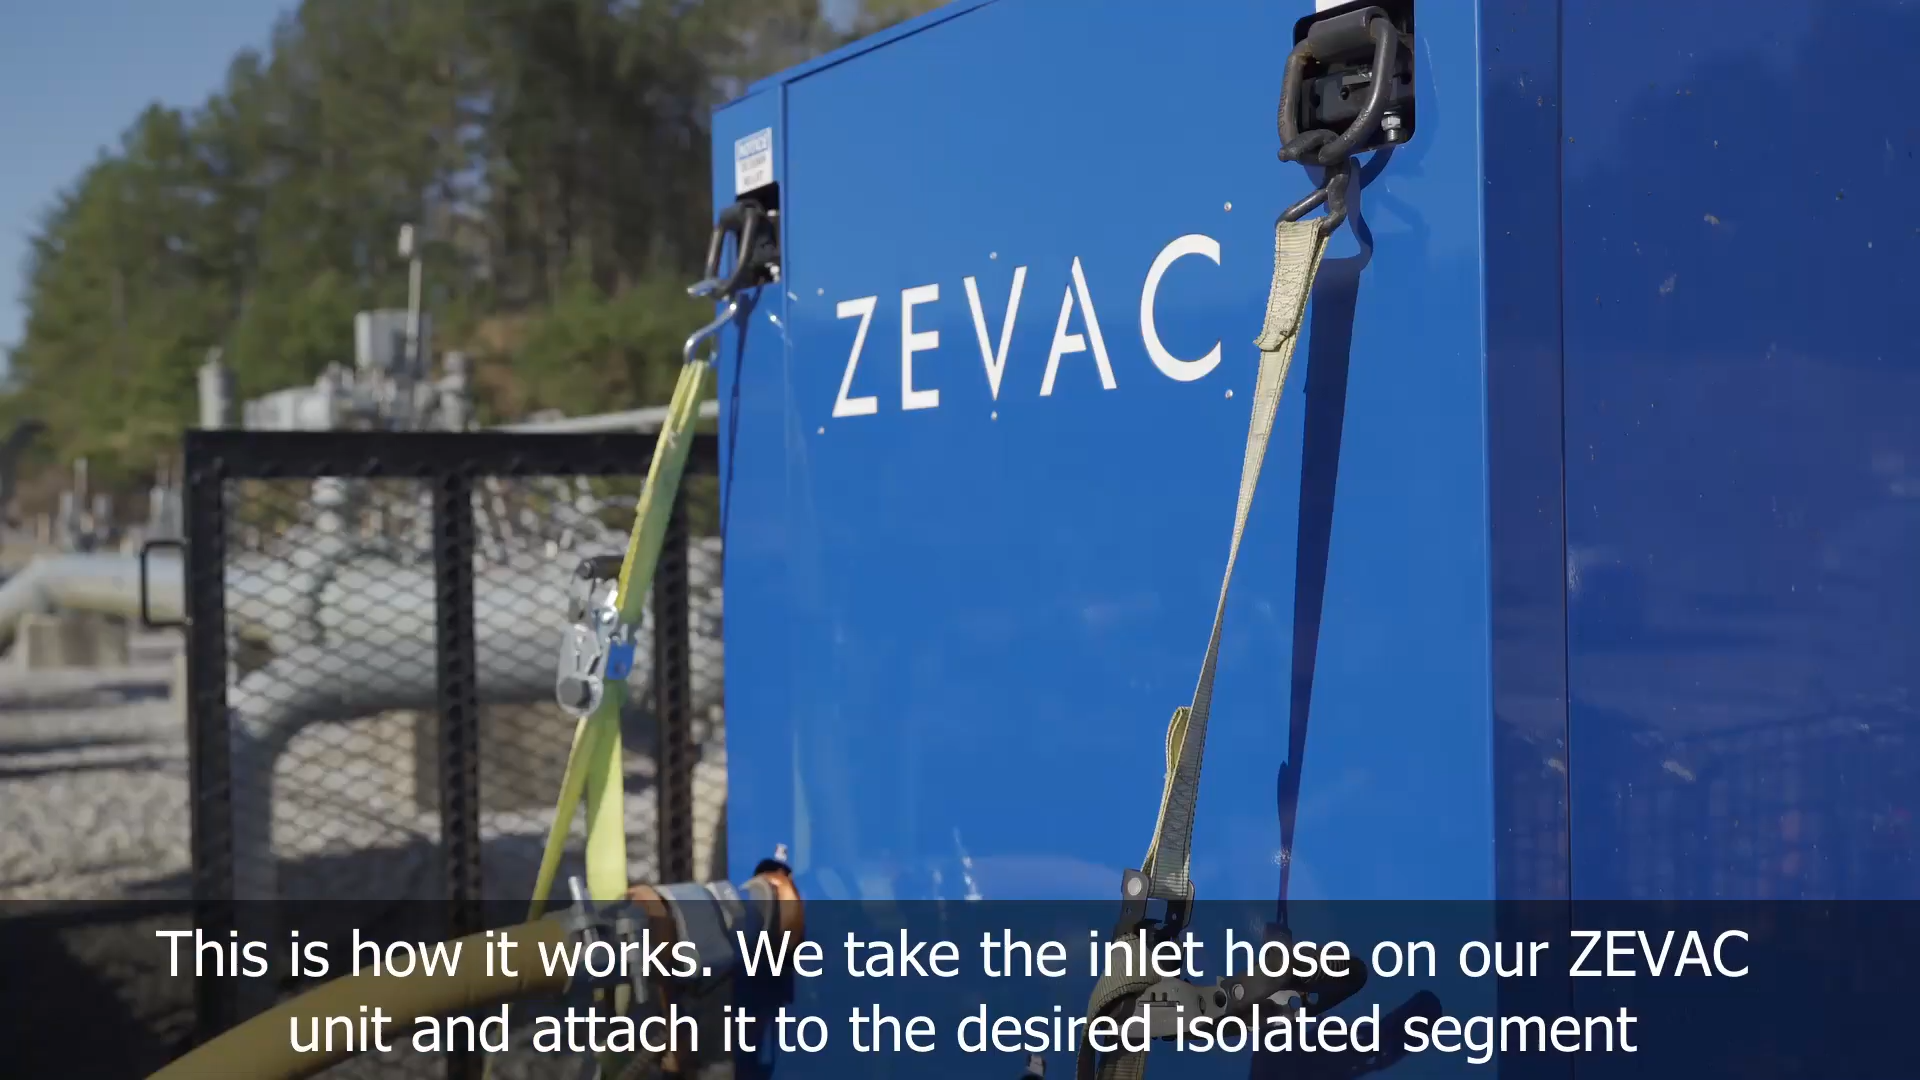 NOTICE
ZEVAC
This is how it works. We take the inlet hose on our ZEVAC
unit and attach it to the desired isolated segment